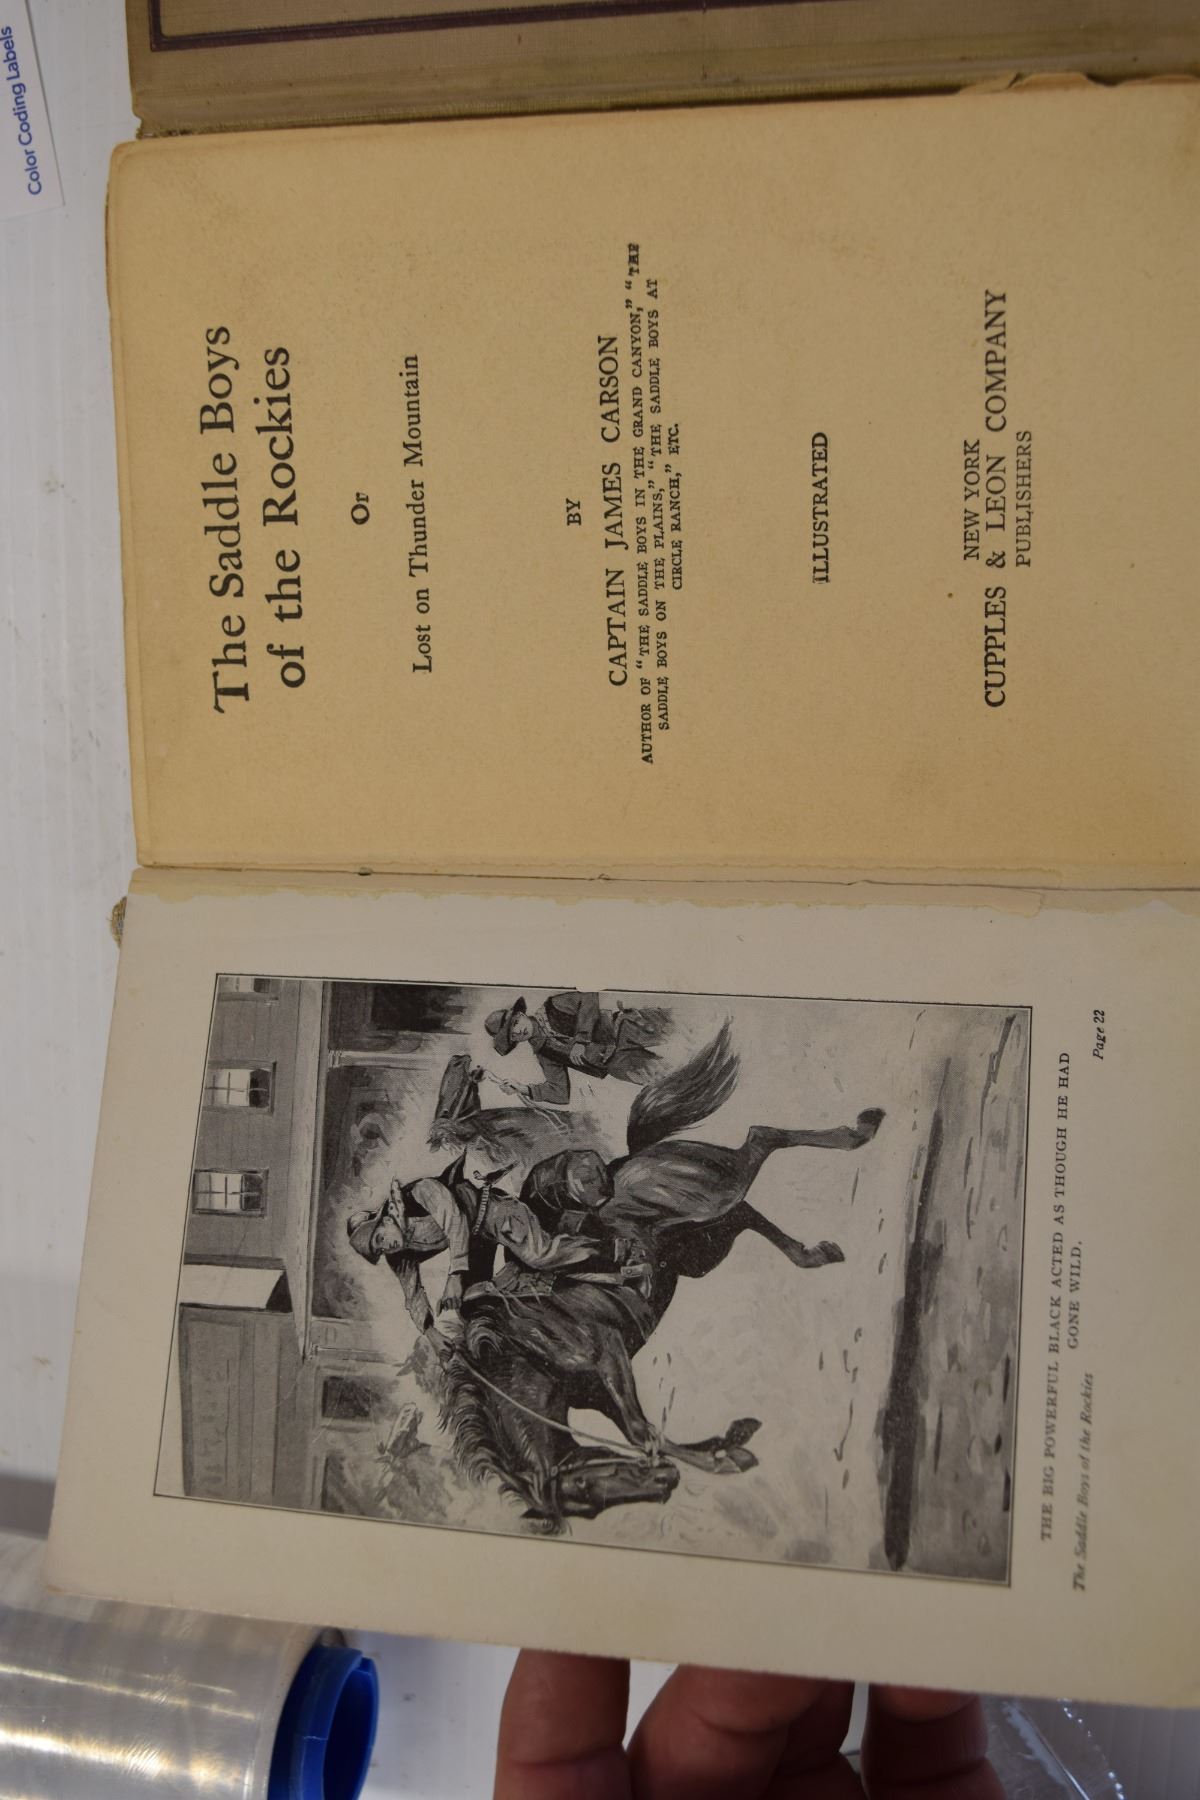 Color Coding Labels
THE BIG POWERFUL BLACK ACTED AS THOUGH HE HAD
GONE WILD.
The Saddle Boys of the Rockies
Page 22
The Saddle Boys
of the Rockies
Or
Lost on Thunder Mountain
BY
CAPTAIN JAMES CARSON
AUTHOR OF "THE SADDLE BOYS IN THE GRAND CANYON," "THE
SADDLE BOYS ON THE PLAINS," "THE SADDLE BOYS AT
CIRCLE RANCH," ETC.
ILLUSTRATED
NEW YORK
CUPPLES & LEON COMPANY
PUBLISHERS